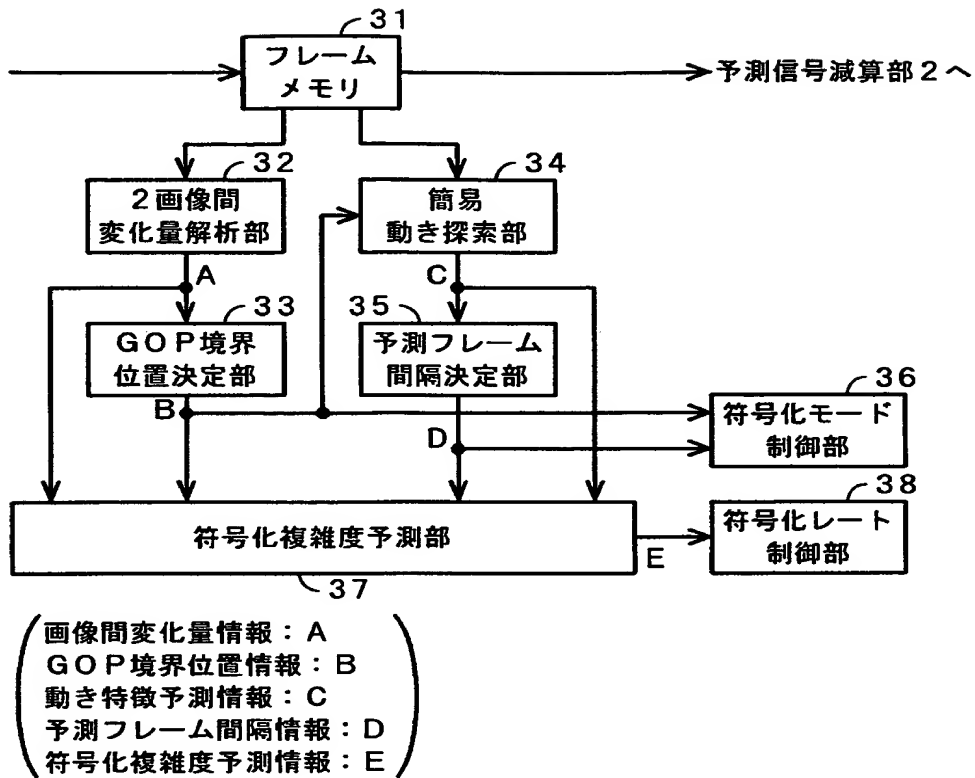 31
フレーム
メモリ
予測信号減算部2へ
32
2画像間
変化量解析部
34
簡易
動き探索部
A
C
33
GOP境界
位置決定部
35
予測フレーム
間隔決定部
B
D
36
符号化モード
制御部
符号化複雑度予測部
37
E
38
符号化レート
制御部
画像間変化量情報:A
GOP境界位置情報:B
動き特徴予測情報:C
予測フレーム間隔情報:D
符号化複雑度予測情報:E